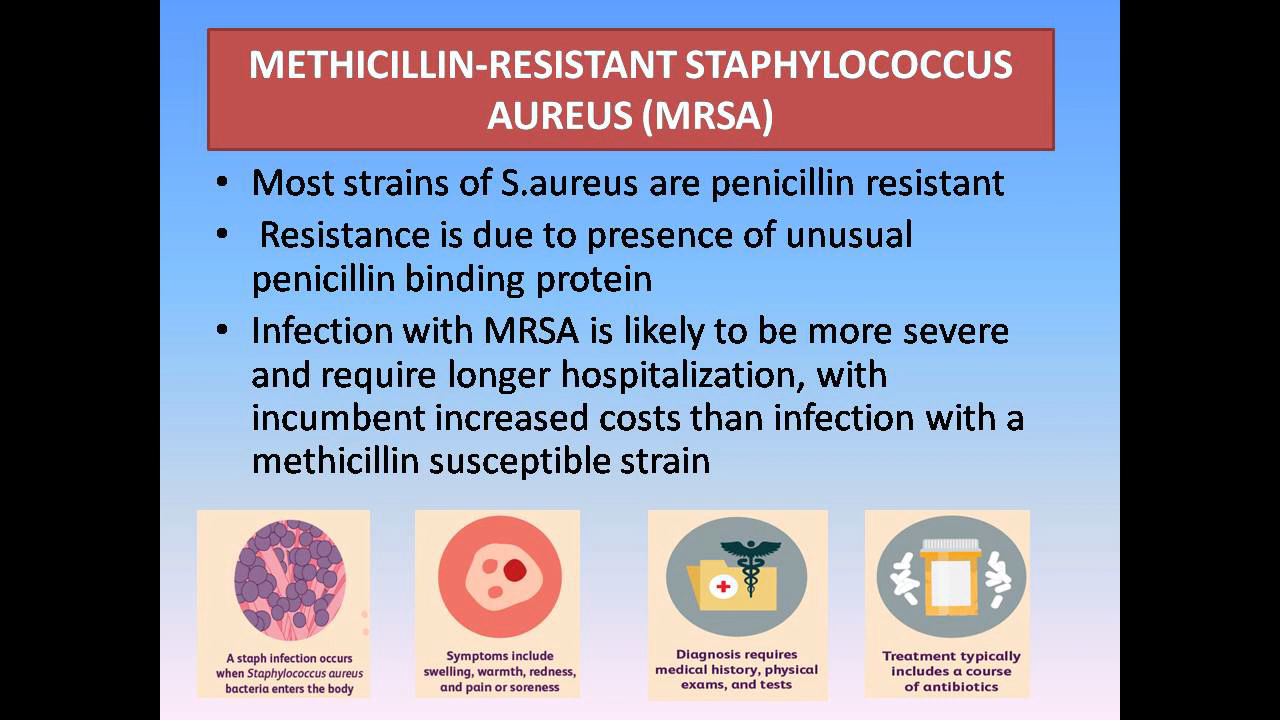 METHICILLIN-RESISTANT STAPHYLOCOCCUS
AUREUS (MRSA)
• Most strains of S.aureus are penicillin resistant
• Resistance is due to presence of unusual
penicillin binding protein
• Infection with MRSA is likely to be more severe
and require longer hospitalization, with
incumbent increased costs than infection with a
methicillin susceptible strain
A staph infection occurs
when Staphylococcus aureus
bacteria enters the body
Symptoms include
swelling, warmth, redness,
and pain or soreness
Diagnosis requires
medical history, physical
exams, and tests
Treatment typically
includes a course
of antibiotics